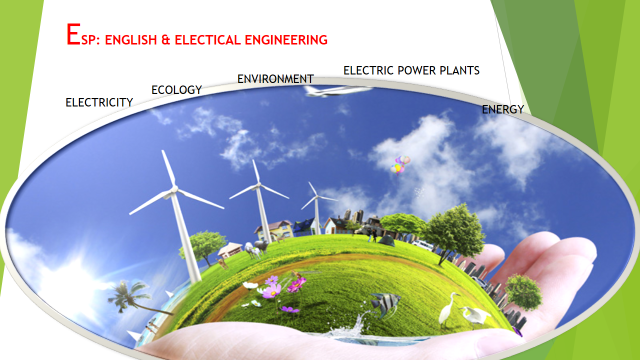 ESP: ENGLISH & ELECTICAL ENGINEERING
ELECTRIC POWER PLANTS
ENVIRONMENT
ECOLOGY
ELECTRICITY
ENERGY